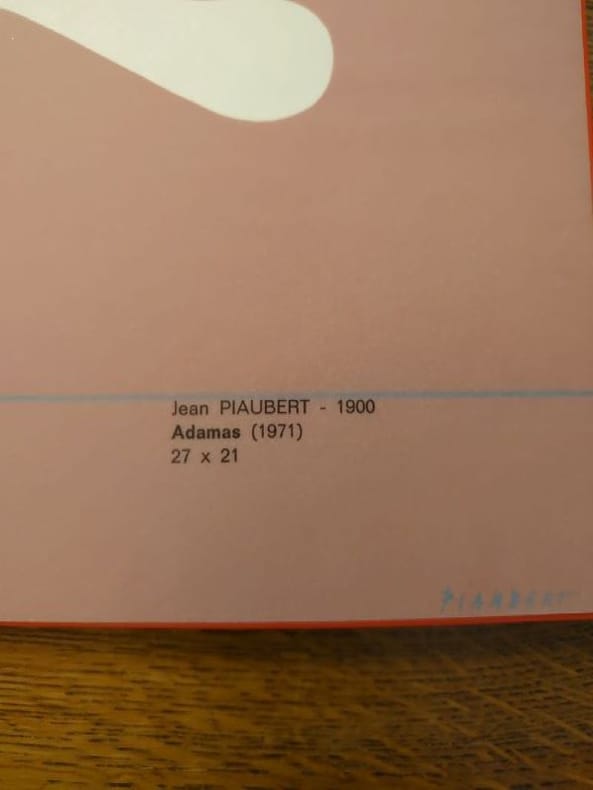 Jean PIAUBERT - 1900
Adamas (1971)
27 x 21
PIAUBERT